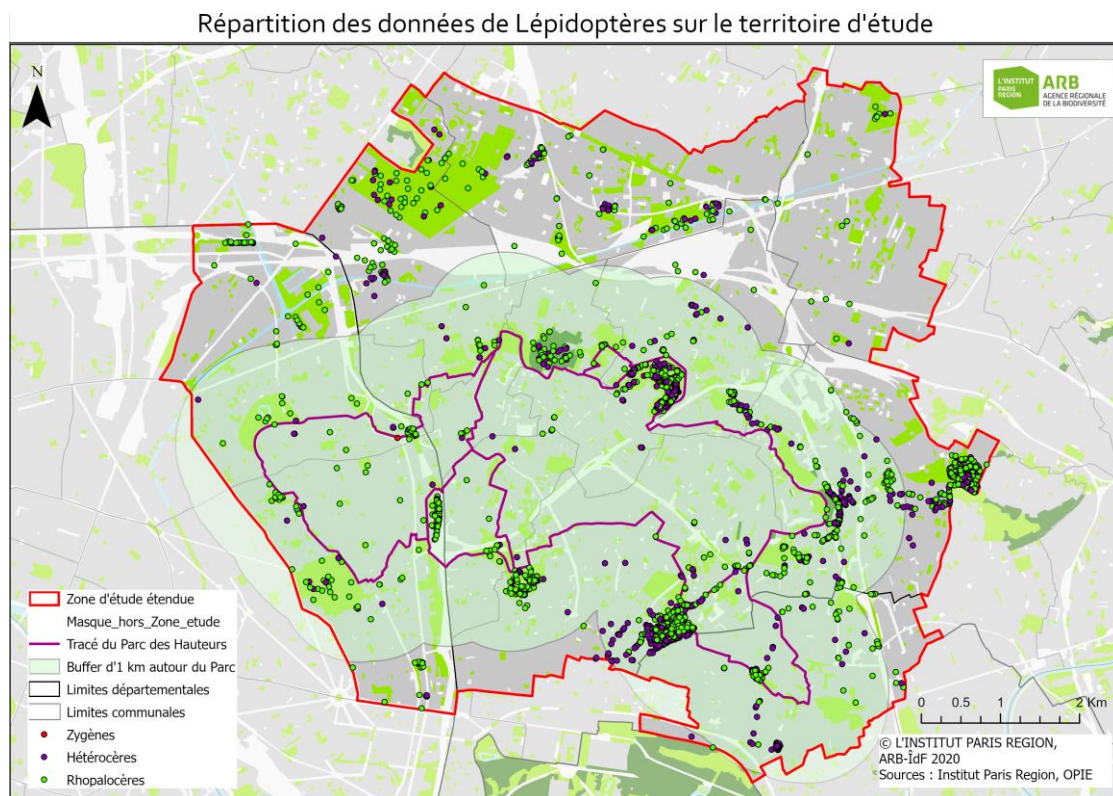 Répartition des données de Lépidoptères sur le territoire d'étude
N
L'INSTITUT
PARIS
REGION
ARB
AGENCE RÉGIONALE
DE LA BIODIVERSITÉ
Zone d'étude étendue
Masque_hors_Zone_etude
Tracé du Parc des Hauteurs
Buffer d'1 km autour du Parc
Limites départementales
Limites communales
Zygènes
Hétérocères
Rhopalocères
0 0.5 1 2 Km
© L'INSTITUT PARIS REGION,
ARB-ÎdF 2020
Sources : Institut Paris Region, OPIE